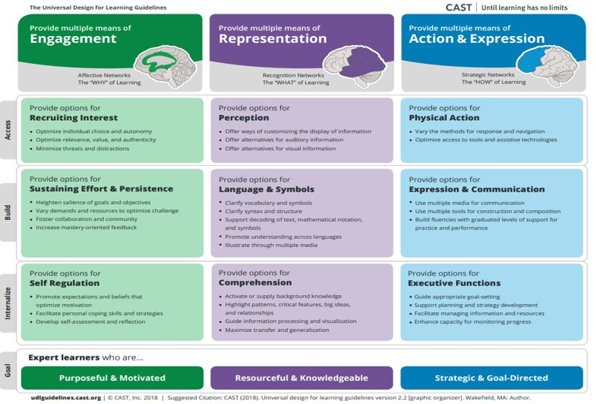 The Universal Design for Learning Guidelines
CAST | Until learning has no limits
Provide multiple means of
Engagement
Affective Networks
The "WHY" of Learning
Provide multiple means of
Representation
Recognition Networks
The "WHAT" of Learning
Provide multiple means of
Action & Expression
Strategic Networks
The "HOW" of Learning
Access
Provide options for
Recruiting Interest
• Optimize individual choice and autonomy
• Optimize relevance, value, and authenticity
• Minimize threats and distractions
Provide options for
Perception
• Offer ways of customizing the display of information
• Offer alternatives for auditory information
• Offer alternatives for visual information
Provide options for
Physical Action
• Vary the methods for response and navigation
• Optimize access to tools and assistive technologies
Build
Provide options for
Sustaining Effort & Persistence
• Heighten salience of goals and objectives
• Vary demands and resources to optimize challenge
• Foster collaboration and community
• Increase mastery-oriented feedback
Provide options for
Language & Symbols
• Clarify vocabulary and symbols
• Clarify syntax and structure
• Support decoding of text, mathematical notation,
and symbols
• Promote understanding across languages
• Illustrate through multiple media
Provide options for
Expression & Communication
• Use multiple media for communication
• Use multiple tools for construction and composition
• Build fluencies with graduated levels of support for
practice and performance
Internalize
Provide options for
Self Regulation
• Promote expectations and beliefs that
optimize motivation
• Facilitate personal coping skills and strategies
• Develop self-assessment and reflection
Provide options for
Comprehension
• Activate or supply background knowledge
• Highlight patterns, critical features, big ideas,
and relationships
• Guide information processing and visualization
• Maximize transfer and generalization
Provide options for
Executive Functions
• Guide appropriate goal-setting
• Support planning and strategy development
• Facilitate managing information and resources
• Enhance capacity for monitoring progress
Goal
Expert learners who are...
Purposeful & Motivated
Resourceful & Knowledgeable
Strategic & Goal-Directed
udlguidelines.cast.org | © CAST, Inc. 2018 | Suggested Citation: CAST (2018). Universal design for learning guidelines version 2.2 [graphic organizer]. Wakefield, MA: Author.